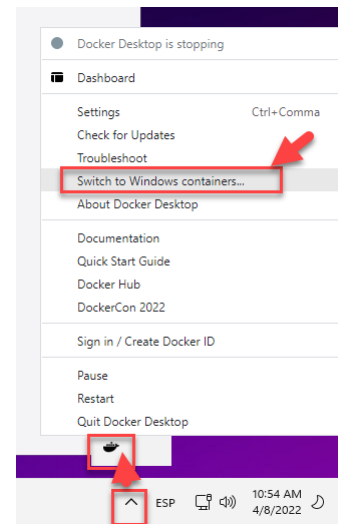 Docker Desktop is stopping
Dashboard
Settings Ctrl+Comma
Check for Updates
Troubleshoot
Switch to Windows containers...
About Docker Desktop
Documentation
Quick Start Guide
Docker Hub
DockerCon 2022
Sign in / Create Docker ID
Pause
Restart
Quit Docker Desktop
ESP 10:54 AM
4/8/2022